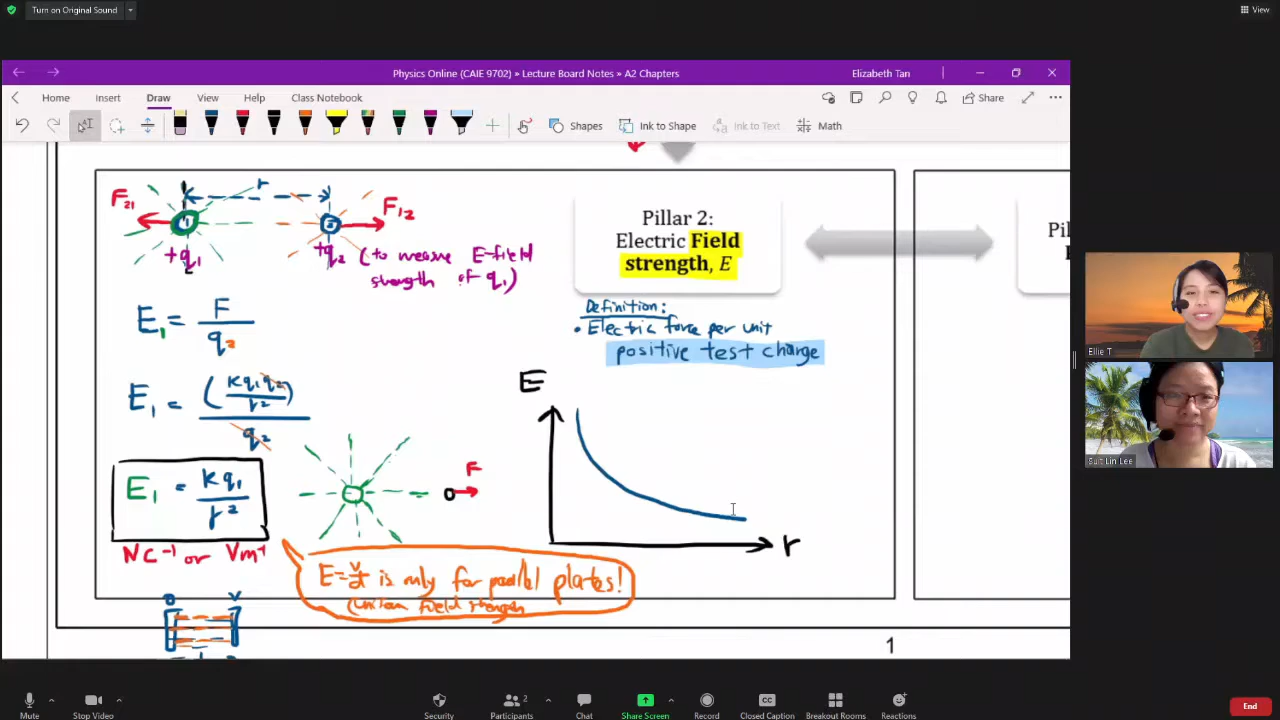 Turn on Original Sound
View
Physics Online (CAIE 9702) » Lecture Board Notes » A2 Chapters
Elizabeth Tan
Home Insert Draw View Help Class Notebook
Share
Shapes Ink to Shape Ink to Text Math
r
F21
F12
+q1
+q2 (to measure E-field
strength of q1)
E1 = F/q2
E1 = (kq1q2/r²)/q2
E1 = kq1/r²
NC⁻¹ or Vm⁻¹
F
Pillar 2:
Electric Field
strength, E
Definition:
• Electric force per unit
positive test charge
E
r
E = V/d is only for parallel plates!
(Uniform field strength
0 V
1
Ellie T
Suit Lin Lee
Mute
Stop Video
Security
Participants 2
Chat
Share Screen
Record
Closed Caption
Breakout Rooms
Reactions
End